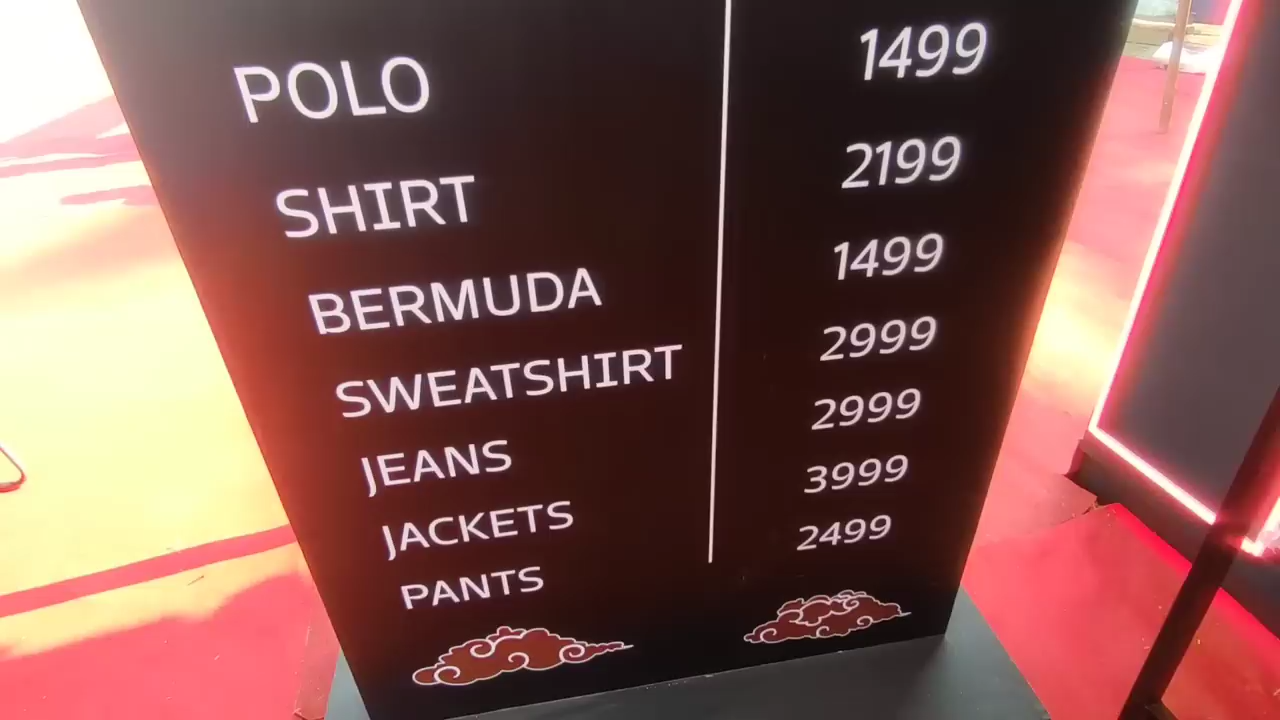 POLO 1499
SHIRT 2199
BERMUDA 1499
SWEATSHIRT 2999
JEANS 2999
JACKETS 3999
PANTS 2499